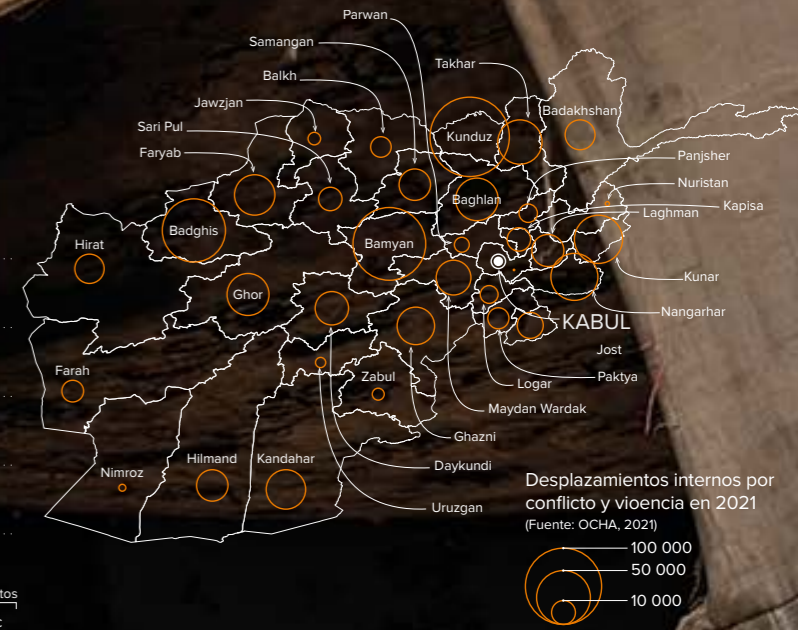 Parwan
Samangan
Takhar
Balkh
Badakhshan
Jawzjan
Sari Pul
Kunduz
Faryab
Panjsher
Nuristan
Baghlan
Kapisa
Laghman
Badghis
Hirat
Bamyan
Kunar
Ghor
Nangarhar
KABUL
Jost
Farah
Zabul
Paktya
Logar
Maydan Wardak
Ghazni
Hilmand
Kandahar
Daykundi
Nimroz
Uruzgan
Desplazamientos internos por
conflicto y vioencia en 2021
(Fuente: OCHA, 2021)
100 000
50 000
10 000
tos